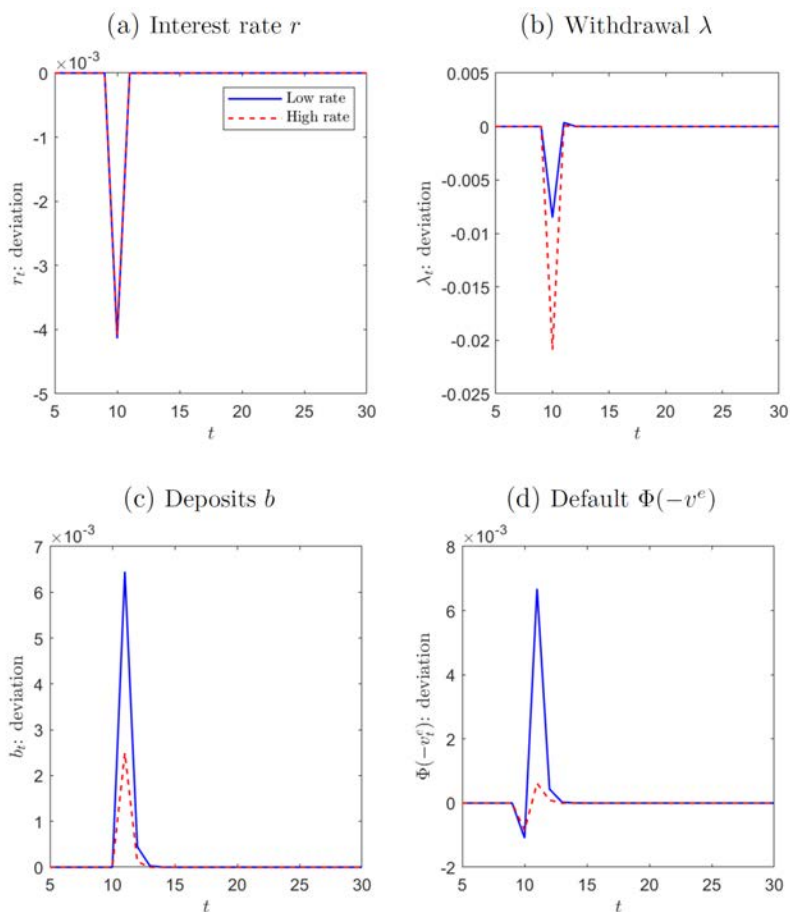 (a) Interest rate r
×10⁻³
0
-1
-2
-3
-4
-5
5 10 15 20 25 30
r_t: deviation
t
Low rate
High rate
(b) Withdrawal λ
0.005
0
-0.005
-0.01
-0.015
-0.02
-0.025
5 10 15 20 25 30
λ_t: deviation
t
(c) Deposits b
×10⁻³
7
6
5
4
3
2
1
0
5 10 15 20 25 30
b_t: deviation
t
(d) Default Φ(−v^e)
×10⁻³
8
6
4
2
0
-2
5 10 15 20 25 30
Φ(−v_t^e): deviation
t